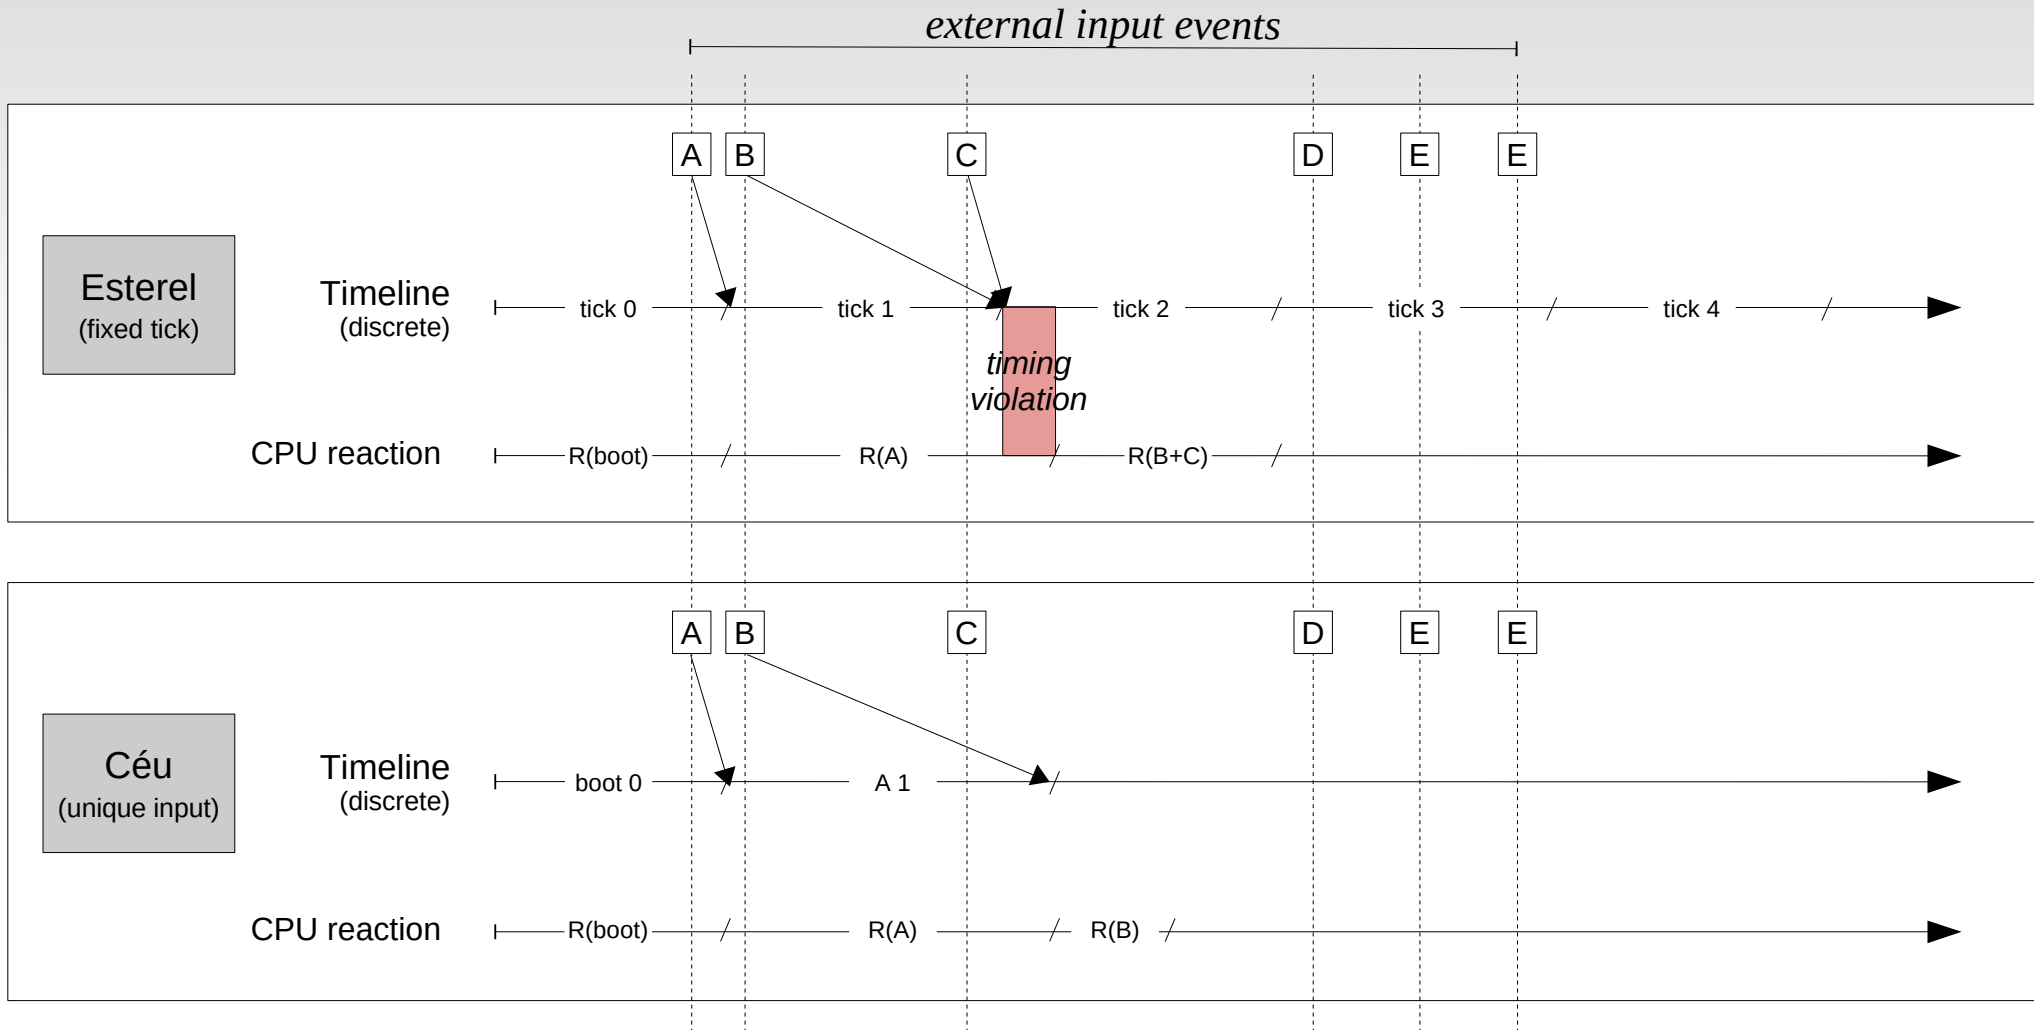 external input events
A B C D E E
Esterel
(fixed tick)
Timeline
(discrete)
tick 0 tick 1 tick 2 tick 3 tick 4
timing
violation
CPU reaction
R(boot) R(A) R(B+C)
A B C D E E
Céu
(unique input)
Timeline
(discrete)
boot 0 A 1
CPU reaction
R(boot) R(A) R(B)